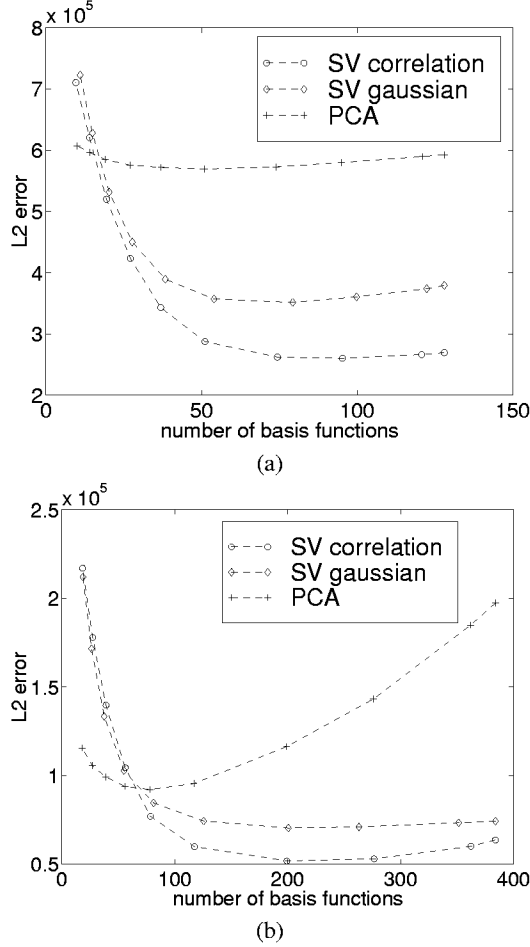 x 10^5
8
7
6
5
4
3
2
L2 error
SV correlation
SV gaussian
PCA
0 50 100 150
number of basis functions
(a)
x 10^5
2.5
2
1.5
1
0.5
L2 error
SV correlation
SV gaussian
PCA
0 100 200 300 400
number of basis functions
(b)